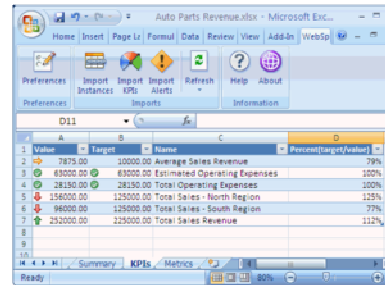 Auto Parts Revenue.xlsx - Microsoft Exc...
Home Insert Page La Formul Data Review View Add-In WebSp
Preferences Import Instances Import KPIs Import Alerts Refresh Help About
Preferences Imports Information
D11 fx
A B C D
1 Value Target Name Percent(target/value)
2 7875.00 10000.00 Average Sales Revenue 79%
3 63000.00 63000.00 Estimated Operating Expenses 100%
4 28150.00 28150.00 Total Operating Expenses 100%
5 156000.00 125000.00 Total Sales - North Region 125%
6 96000.00 125000.00 Total Sales - South Region 77%
7 252000.00 225000.00 Total Sales Revenue 112%
8
9
Summary KPIs Metrics
Ready 80%